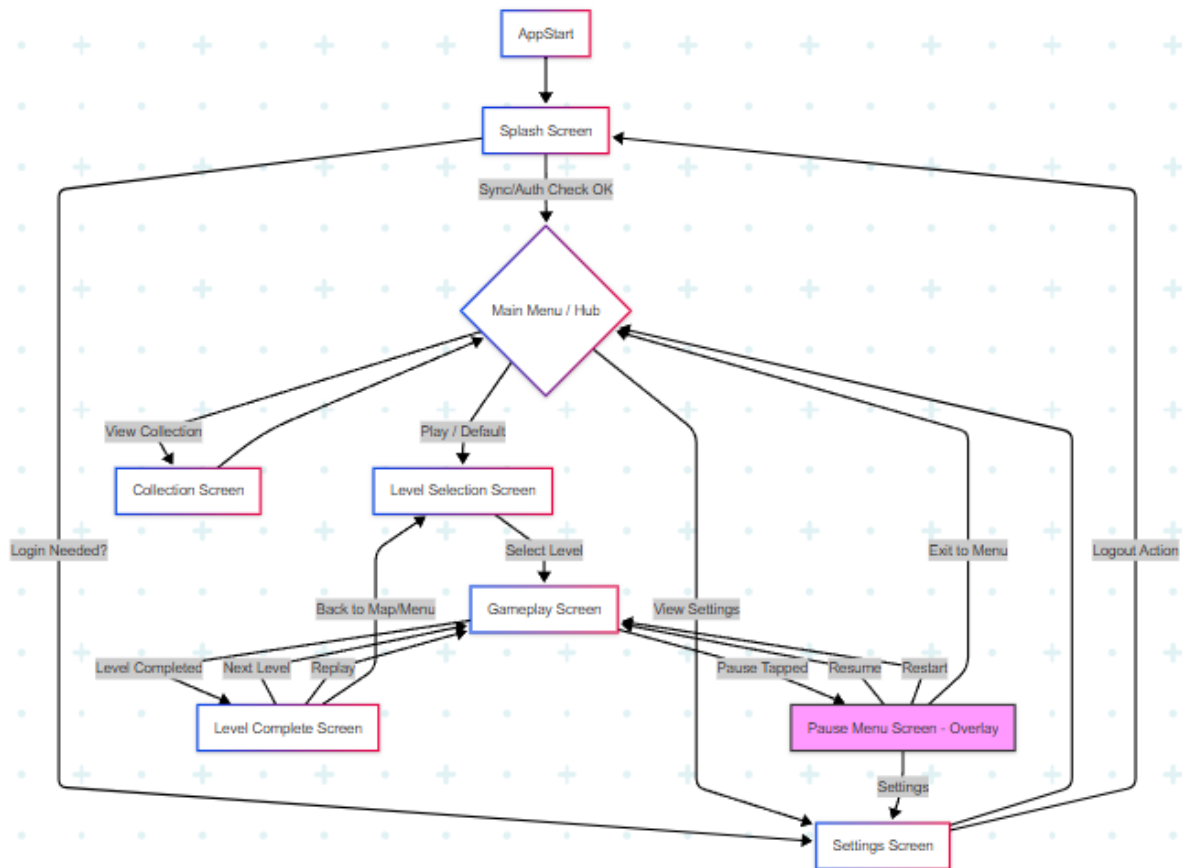 AppStart
Splash Screen
Sync/Auth Check OK
Main Menu / Hub
View Collection
Play / Default
Collection Screen
Level Selection Screen
Login Needed?
Select Level
Exit to Menu
Logout Action
Back to Map/Menu
Gameplay Screen
View Settings
Level Completed
Next Level
Replay
Pause Tapped
Resume
Restart
Level Complete Screen
Pause Menu Screen - Overlay
Settings
Settings Screen